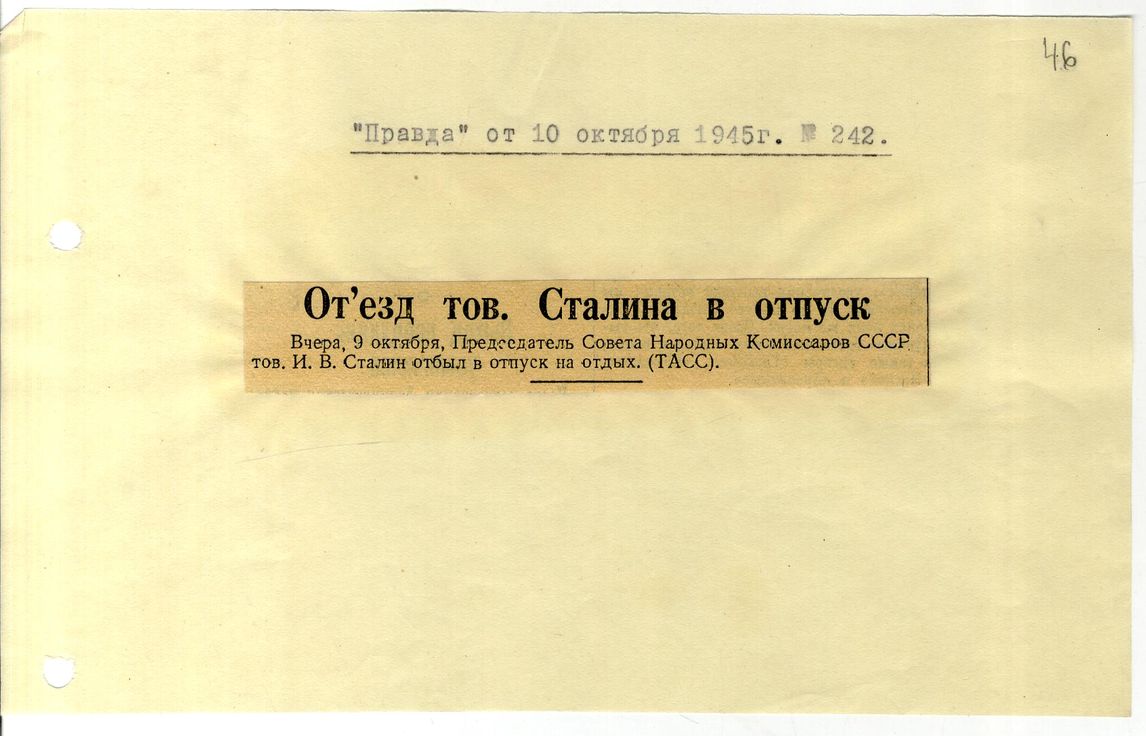 46
"Правда" от 10 октября 1945г. № 242.
От'езд тов. Сталина в отпуск
Вчера, 9 октября, Председатель Совета Народных Комиссаров СССР
тов. И. В. Сталин отбыл в отпуск на отдых. (ТАСС).